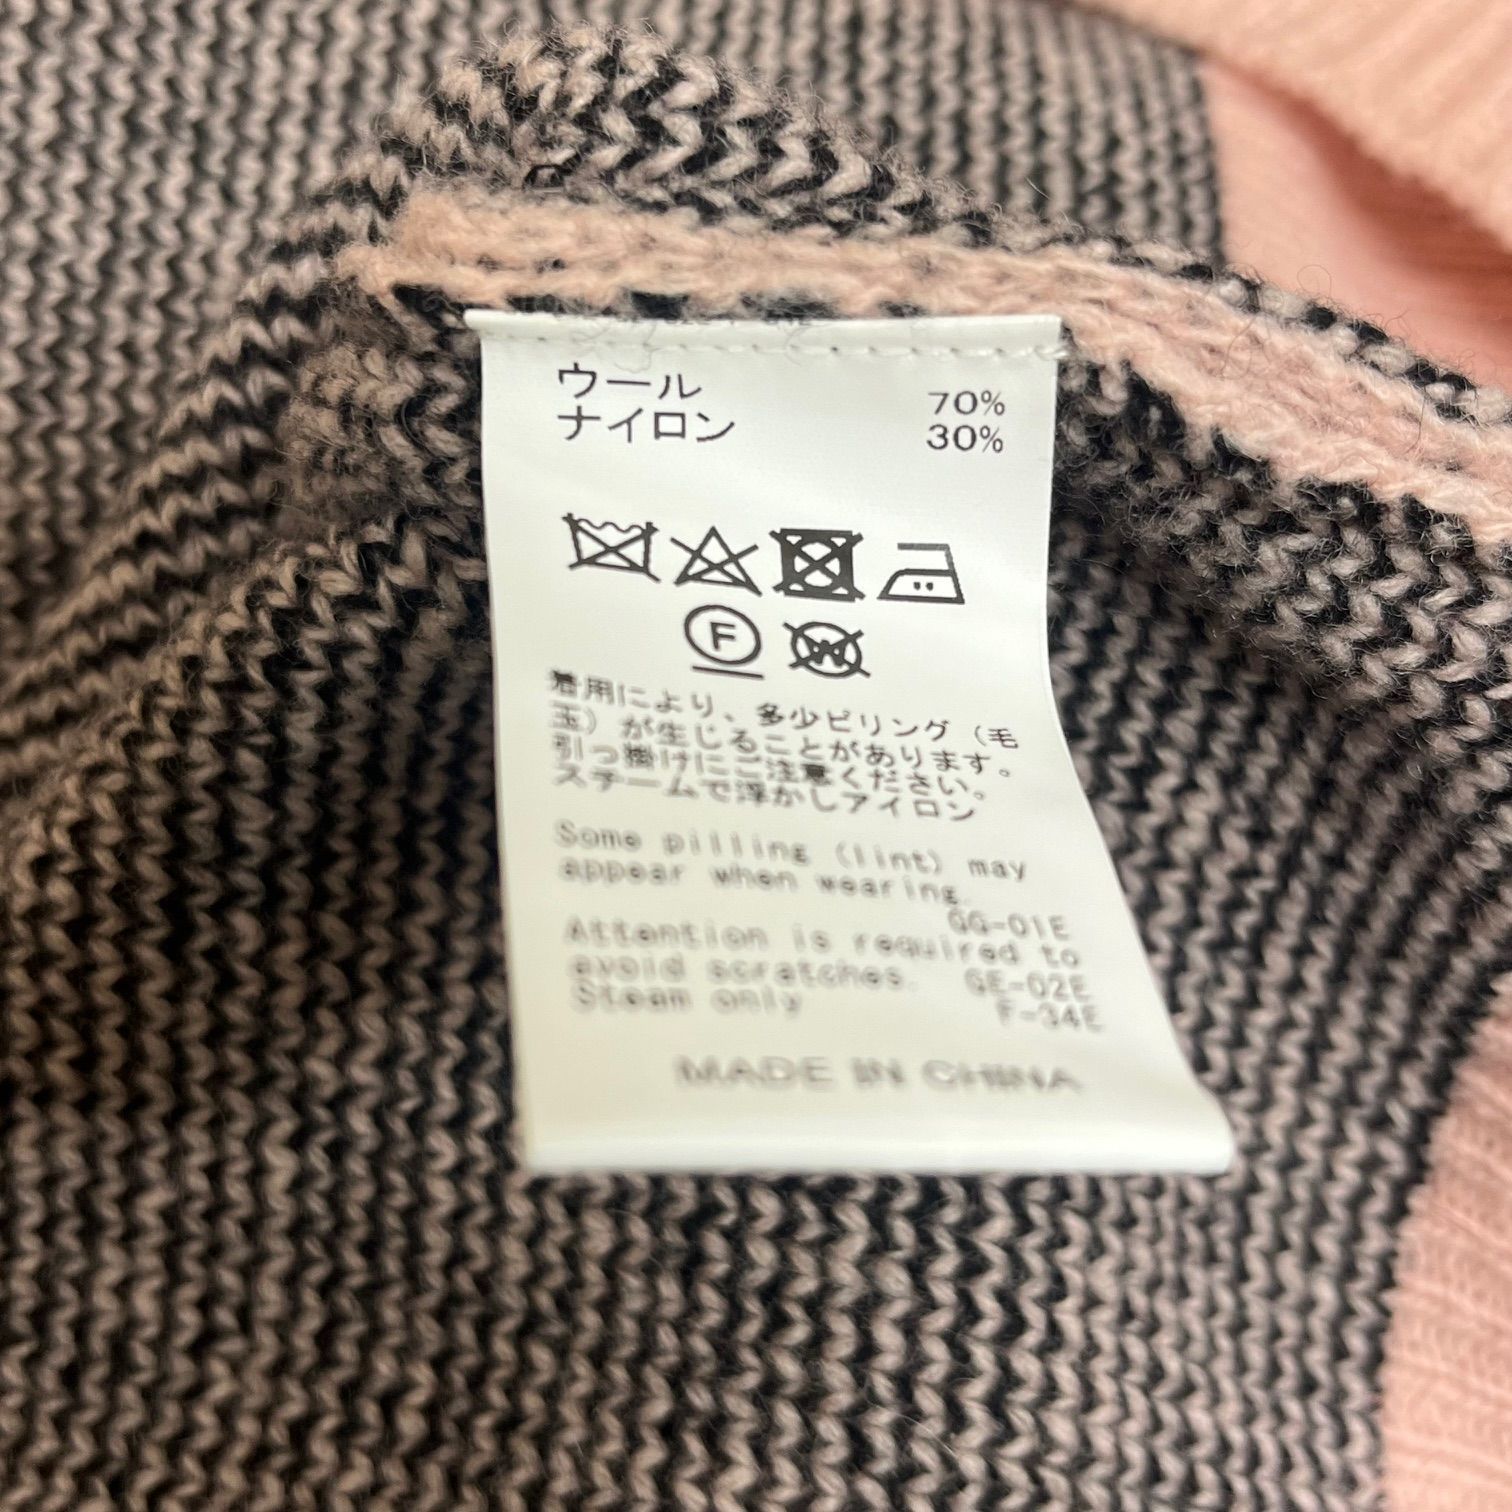 ウール 70%
ナイロン 30%
F
W
着用により、多少ピリング（毛
玉）が生じることがあります。
引っ掛けにご注意ください。
スチームで浮かしアイロン
Some pilling (lint) may
appear when wearing.
GG-01E
Attention is required to
avoid scratches. GE-02E
Steam only F-34E
MADE IN CHINA